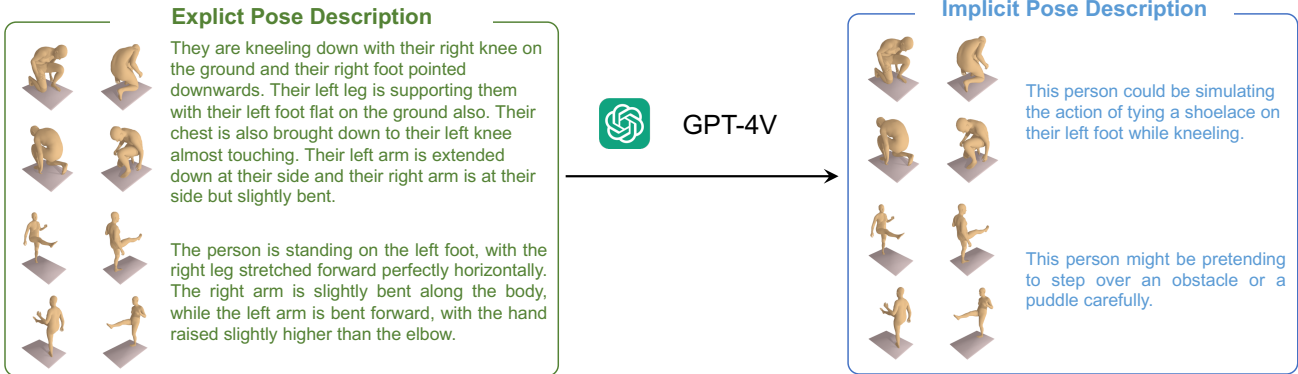 Explict Pose Description
They are kneeling down with their right knee on
the ground and their right foot pointed
downwards. Their left leg is supporting them
with their left foot flat on the ground also. Their
chest is also brought down to their left knee
almost touching. Their left arm is extended
down at their side and their right arm is at their
side but slightly bent.
The person is standing on the left foot, with the
right leg stretched forward perfectly horizontally.
The right arm is slightly bent along the body,
while the left arm is bent forward, with the hand
raised slightly higher than the elbow.
GPT-4V
Implicit Pose Description
This person could be simulating
the action of tying a shoelace on
their left foot while kneeling.
This person might be pretending
to step over an obstacle or a
puddle carefully.